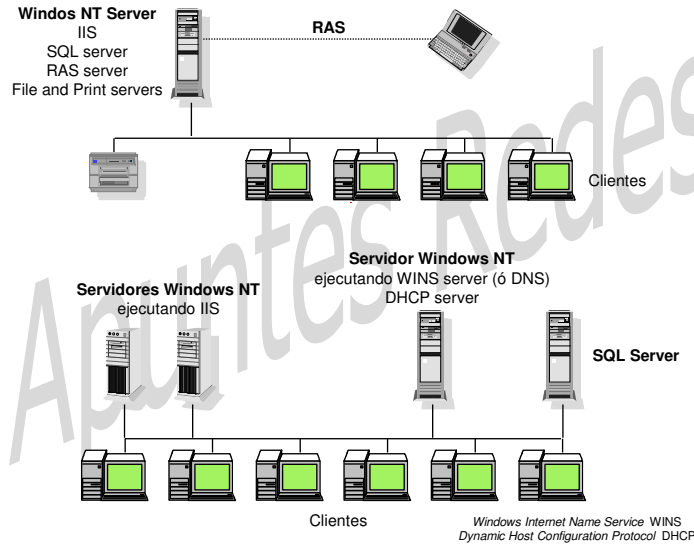 Windos NT Server
IIS
SQL server
RAS server
File and Print servers
RAS
Clientes
Servidor Windows NT
ejecutando WINS server (ó DNS)
DHCP server
Servidores Windows NT
ejecutando IIS
SQL Server
Clientes
Windows Internet Name Service WINS
Dynamic Host Configuration Protocol DHCP
Apuntes Redes